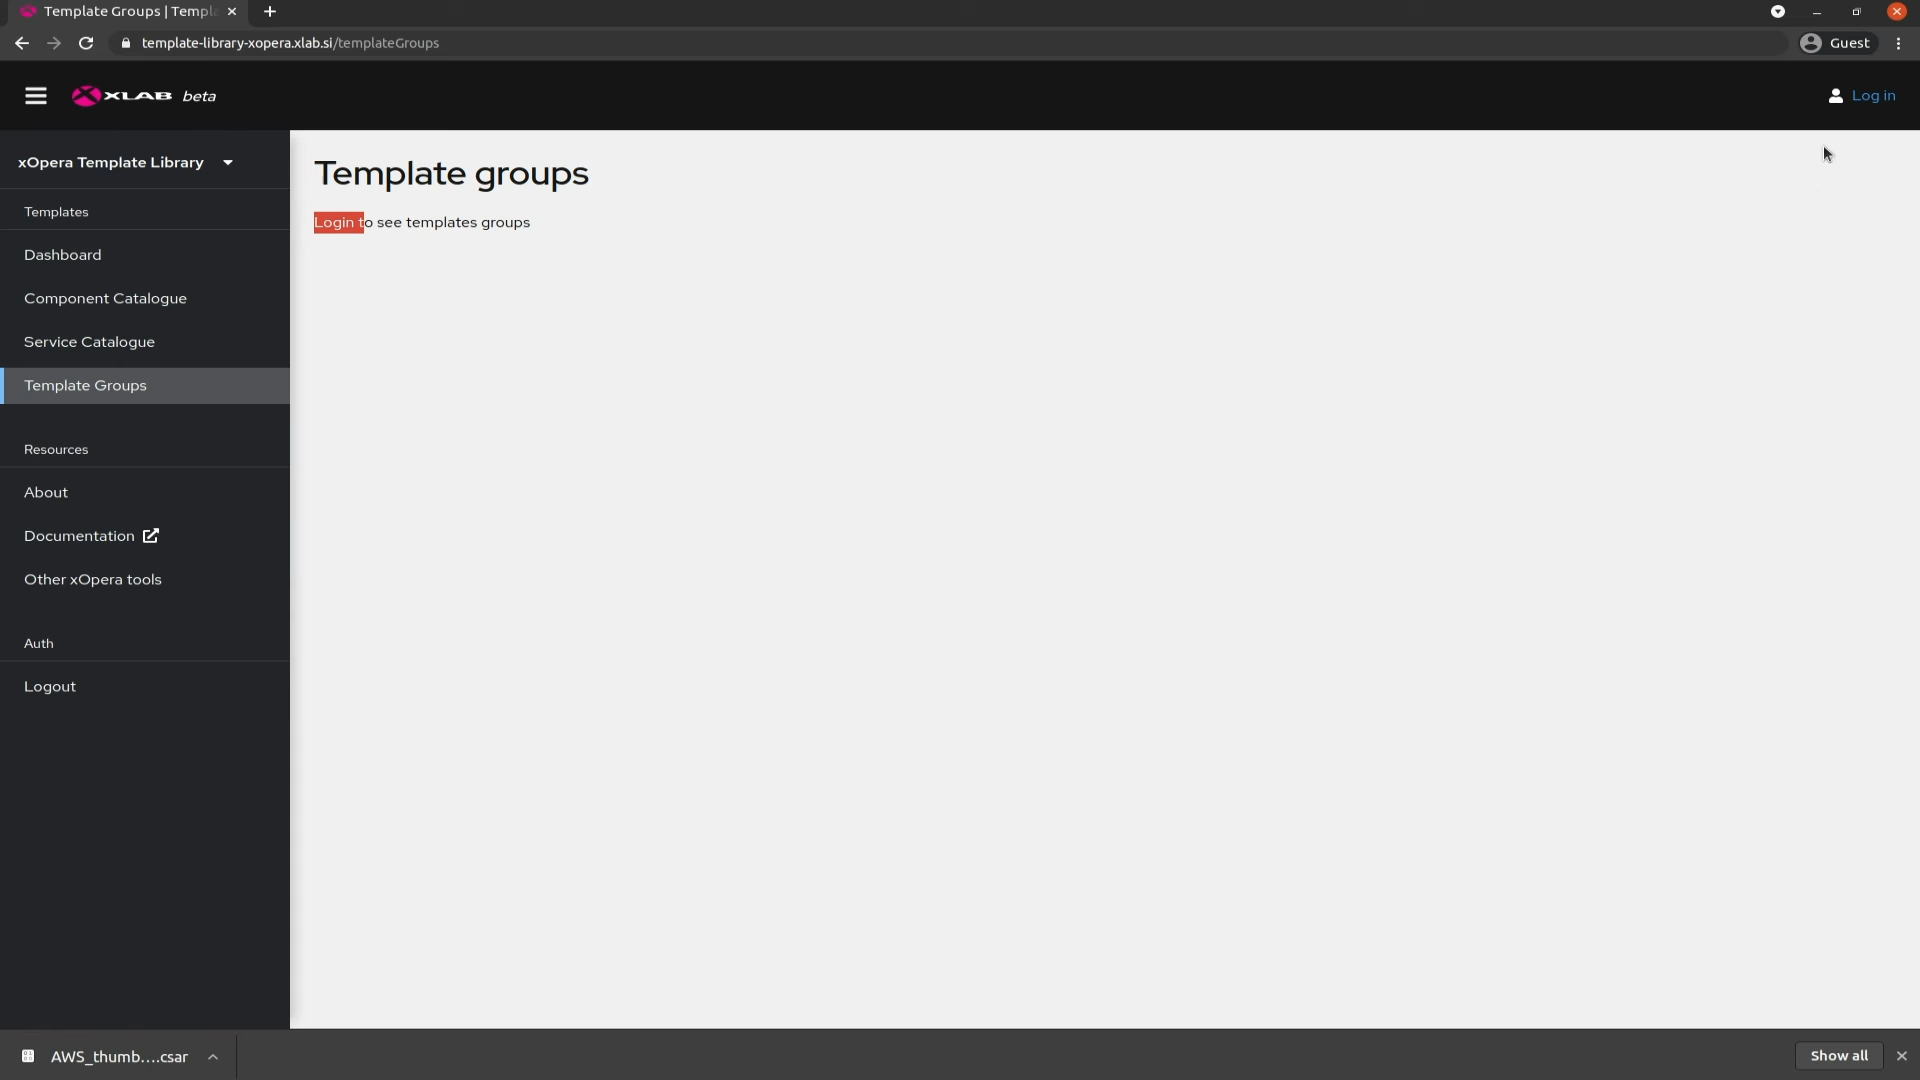 Template Groups | Templ
template-library-xopera.xlab.si/templateGroups
Guest
XLAB beta
Log in
xOpera Template Library
Templates
Dashboard
Component Catalogue
Service Catalogue
Template Groups
Resources
About
Documentation
Other xOpera tools
Auth
Logout
Template groups
Login to see templates groups
AWS_thumb....csar
Show all